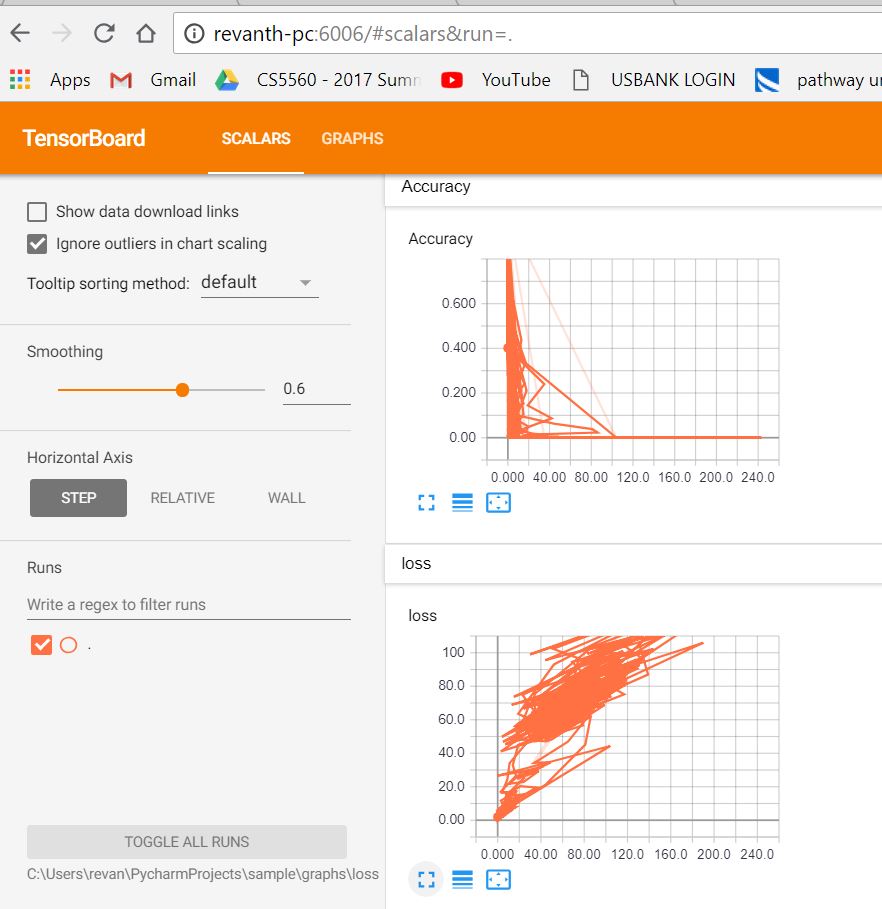 revanth-pc:6006/#scalars&run=.
Apps Gmail CS5560 - 2017 Summ YouTube USBANK LOGIN pathway ur
TensorBoard SCALARS GRAPHS
Show data download links
Ignore outliers in chart scaling
Tooltip sorting method: default
Smoothing
0.6
Horizontal Axis
STEP RELATIVE WALL
Runs
Write a regex to filter runs
.
TOGGLE ALL RUNS
C:\Users\revan\PycharmProjects\sample\graphs\loss
Accuracy
Accuracy
0.600
0.400
0.200
0.00
0.000 40.00 80.00 120.0 160.0 200.0 240.0
loss
loss
100
80.0
60.0
40.0
20.0
0.00
0.000 40.00 80.00 120.0 160.0 200.0 240.0